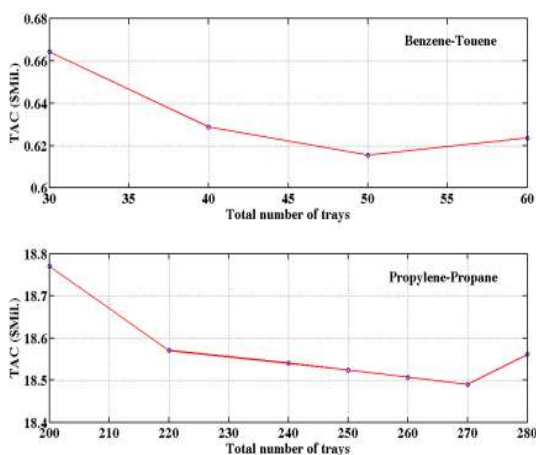 0.68
Benzene-Touene
0.66
0.64
0.62
0.6
TAC ($Mil.)
30 35 40 45 50 55 60
Total number of trays
18.8
Propylene-Propane
18.7
18.6
18.5
18.4
TAC ($Mil.)
200 210 220 230 240 250 260 270 280
Total number of trays